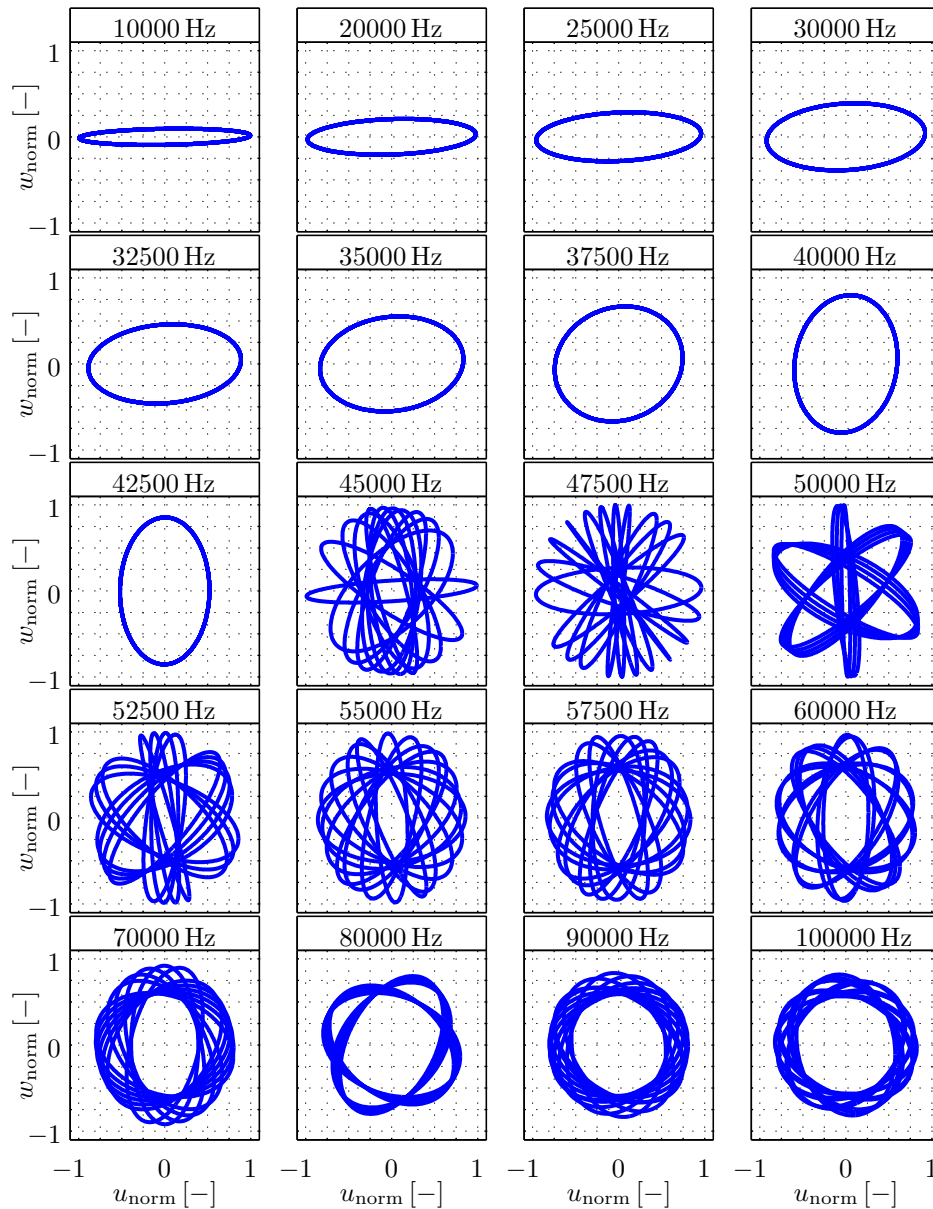 10000 Hz 20000 Hz 25000 Hz 30000 Hz
1
w_norm [−] 0
−1
32500 Hz 35000 Hz 37500 Hz 40000 Hz
1
w_norm [−] 0
−1
42500 Hz 45000 Hz 47500 Hz 50000 Hz
1
w_norm [−] 0
−1
52500 Hz 55000 Hz 57500 Hz 60000 Hz
1
w_norm [−] 0
−1
70000 Hz 80000 Hz 90000 Hz 100000 Hz
1
w_norm [−] 0
−1
−1 0 1 −1 0 1 −1 0 1 −1 0 1
u_norm [−] u_norm [−] u_norm [−] u_norm [−]